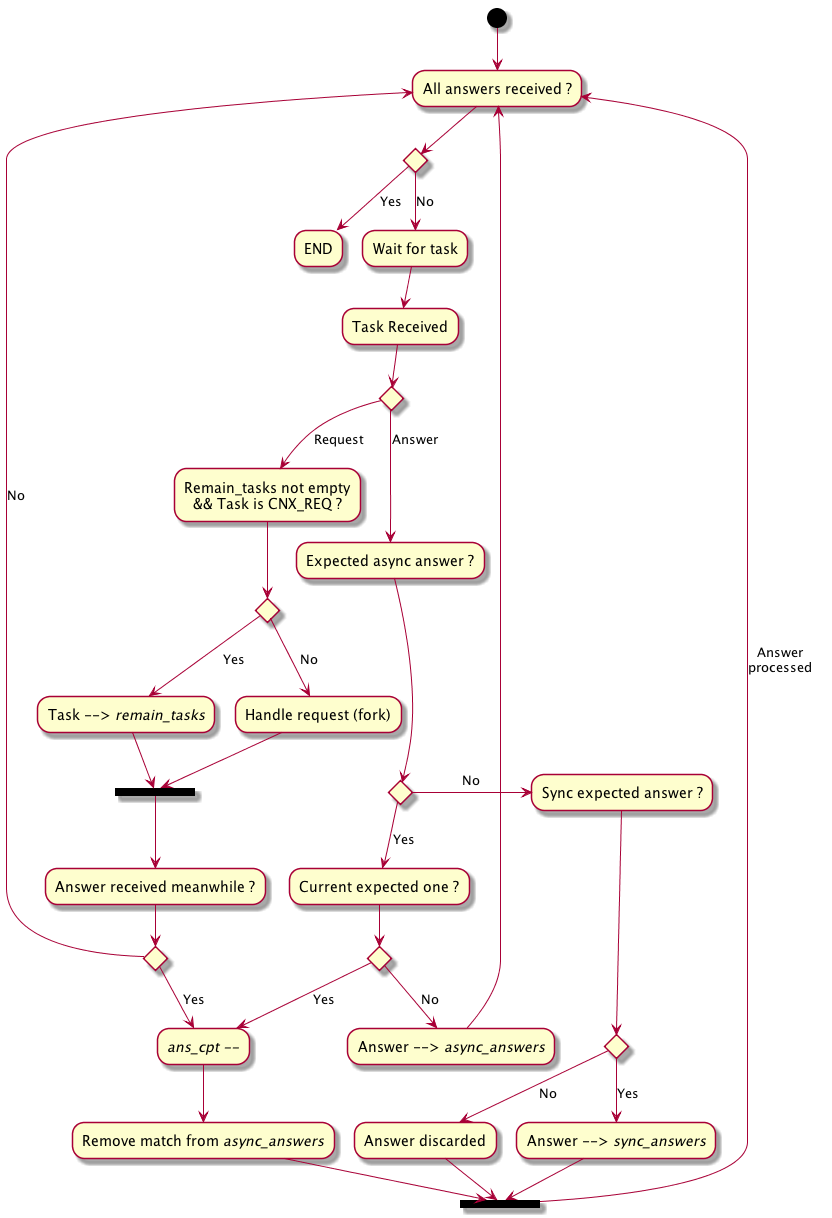 All answers received ?
Yes
No
END
Wait for task
Task Received
Request
Answer
Remain_tasks not empty
&& Task is CNX_REQ ?
No
Expected async answer ?
Yes
No
Answer
processed
Task --> remain_tasks
Handle request (fork)
No
Sync expected answer ?
Yes
Answer received meanwhile ?
Current expected one ?
Yes
Yes
No
ans_cpt --
Answer --> async_answers
No
Yes
Remove match from async_answers
Answer discarded
Answer --> sync_answers